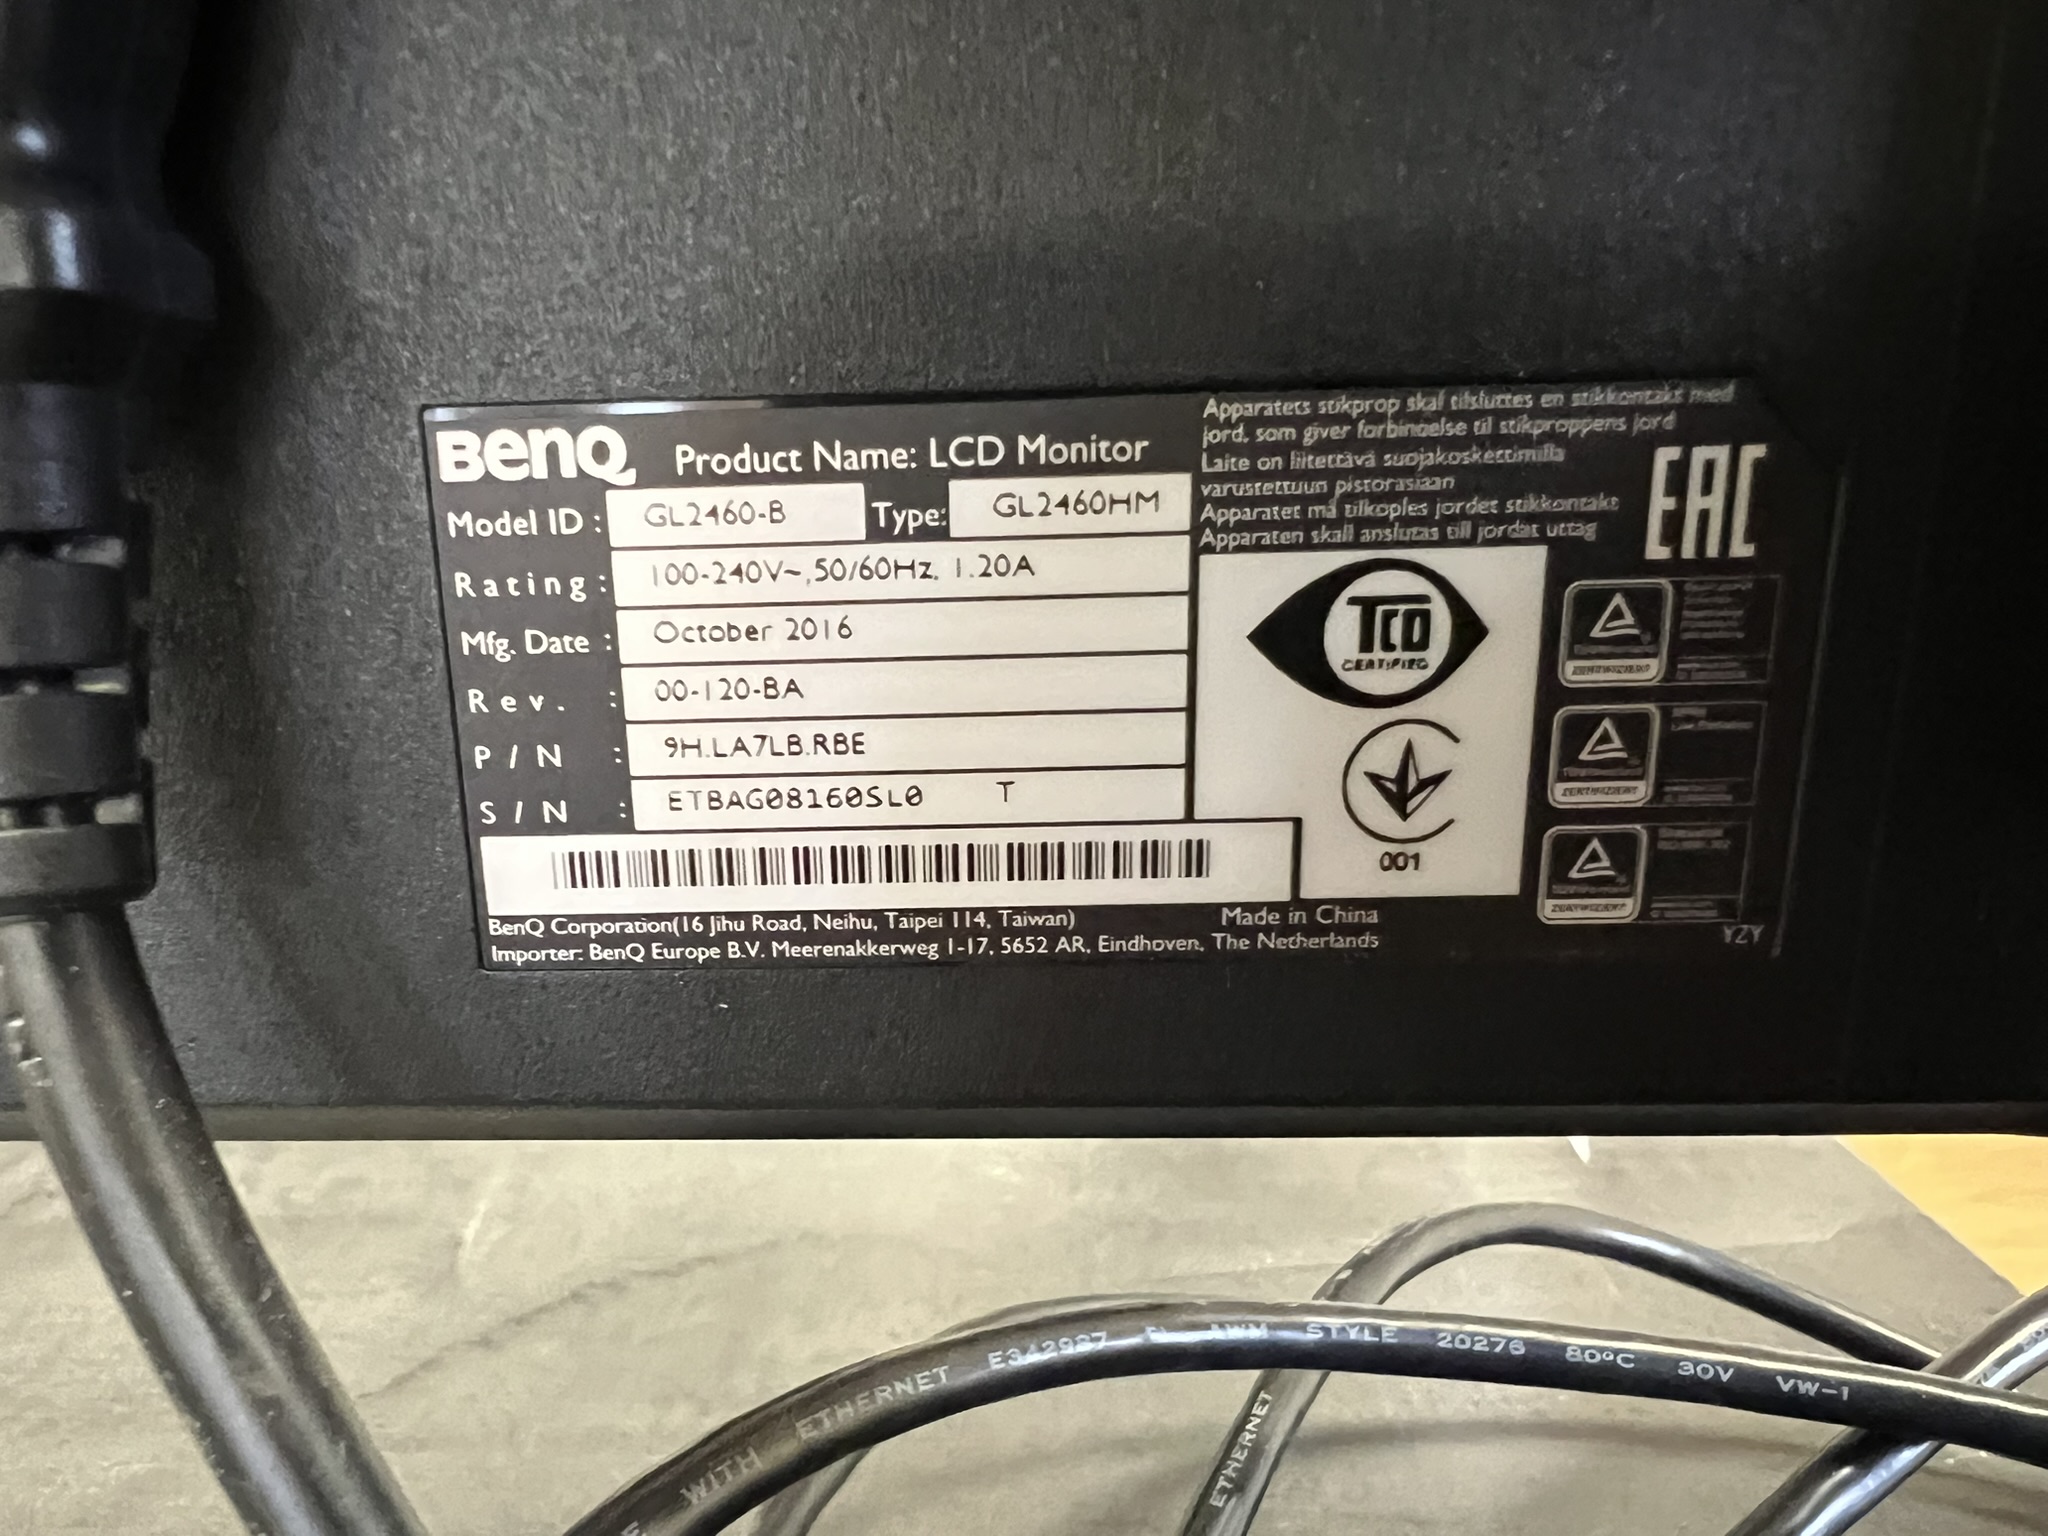 BenQ Product Name: LCD Monitor
Model ID : GL2460-B Type: GL2460HM
Rating : 100-240V~,50/60Hz, 1.20A
Mfg. Date : October 2016
Rev. : 00-120-BA
P/N : 9H.LA7LB.RBE
S/N : ETBAG08160SL0 T
BenQ Corporation(16 Jihu Road, Neihu, Taipei 114, Taiwan) Made in China
Importer: BenQ Europe B.V. Meerenakkerweg 1-17, 5652 AR, Eindhoven, The Netherlands
Apparatets stikprop skal tilsluttes en stikkontakt med
jord, som giver forbindelse til stikproppens jord
Laite on liitettävä suojakoskettimilla
varustettuun pistorasiaan
Apparatet må tilkoples jordet stikkontakt
Apparaten skall anslutas till jordat uttag
EAC
TCO
CERTIFIED
001
YZY
WITH ETHERNET E342987 AWM STYLE 20276 80°C 30V VW-1
ETHERNET